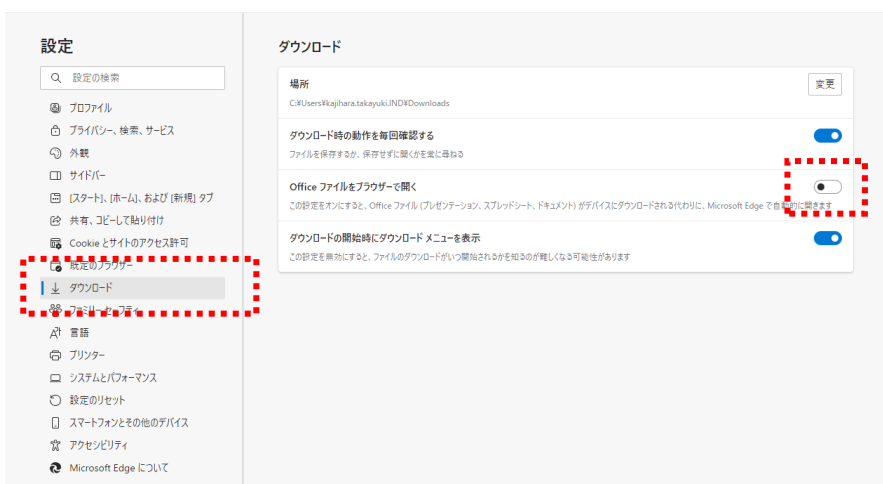 設定
設定の検索
プロファイル
プライバシー、検索、サービス
外観
サイドバー
[スタート]、[ホーム]、および [新規] タブ
共有、コピーして貼り付け
Cookie とサイトのアクセス許可
既定のブラウザー
ダウンロード
ファミリー セーフティ
言語
プリンター
システムとパフォーマンス
設定のリセット
スマートフォンとその他のデバイス
アクセシビリティ
Microsoft Edge について
ダウンロード
場所
変更
C:¥Users¥kajihara.takayuki.IND¥Downloads
ダウンロード時の動作を毎回確認する
ファイルを保存するか、保存せずに開くかを常に尋ねる
Office ファイルをブラウザーで開く
この設定をオンにすると、Office ファイル (プレゼンテーション、スプレッドシート、ドキュメント) がデバイスにダウンロードされる代わりに、Microsoft Edge で自動的に開きます
ダウンロードの開始時にダウンロード メニューを表示
この設定を無効にすると、ファイルのダウンロードがいつ開始されるかを知るのが難しくなる可能性があります